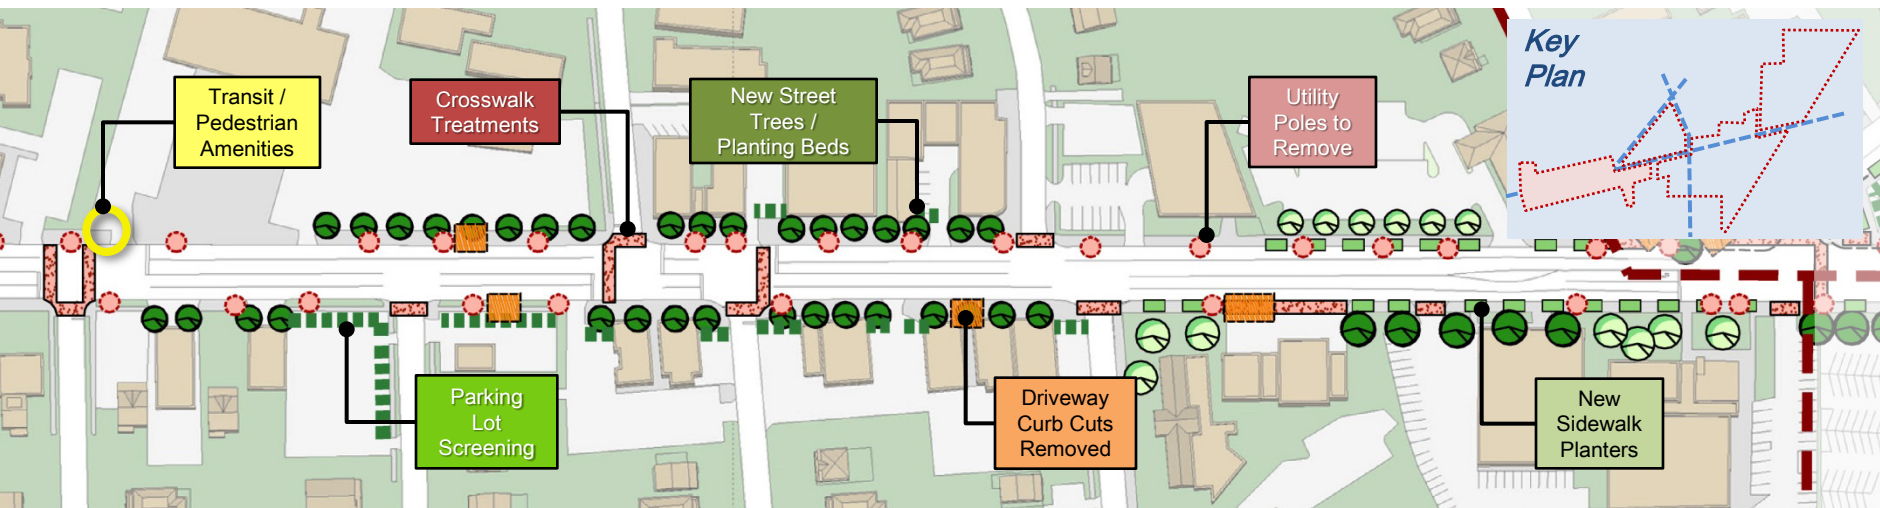 Key
Plan
Transit /
Pedestrian
Amenities
Crosswalk
Treatments
New Street
Trees /
Planting Beds
Utility
Poles to
Remove
Parking
Lot
Screening
Driveway
Curb Cuts
Removed
New
Sidewalk
Planters